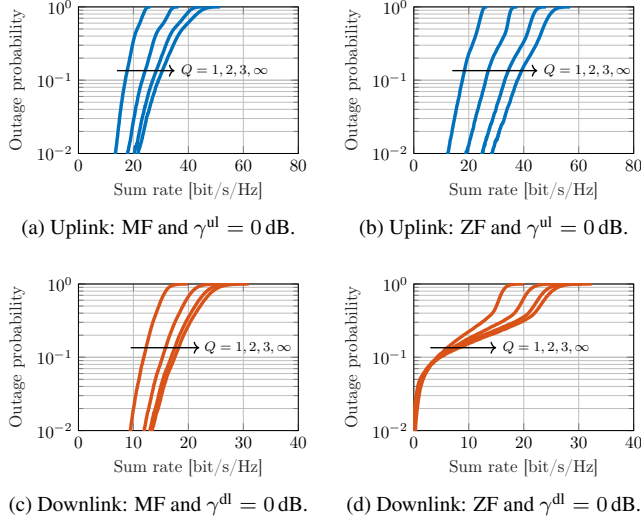 10^0
10^{-1}
10^{-2}
Outage probability
Q = 1, 2, 3, ∞
0 20 40 60 80
Sum rate [bit/s/Hz]
(a) Uplink: MF and γ^{ul} = 0 dB.
10^0
10^{-1}
10^{-2}
Outage probability
Q = 1, 2, 3, ∞
0 20 40 60 80
Sum rate [bit/s/Hz]
(b) Uplink: ZF and γ^{ul} = 0 dB.
10^0
10^{-1}
10^{-2}
Outage probability
Q = 1, 2, 3, ∞
0 10 20 30 40
Sum rate [bit/s/Hz]
(c) Downlink: MF and γ^{dl} = 0 dB.
10^0
10^{-1}
10^{-2}
Outage probability
Q = 1, 2, 3, ∞
0 10 20 30 40
Sum rate [bit/s/Hz]
(d) Downlink: ZF and γ^{dl} = 0 dB.